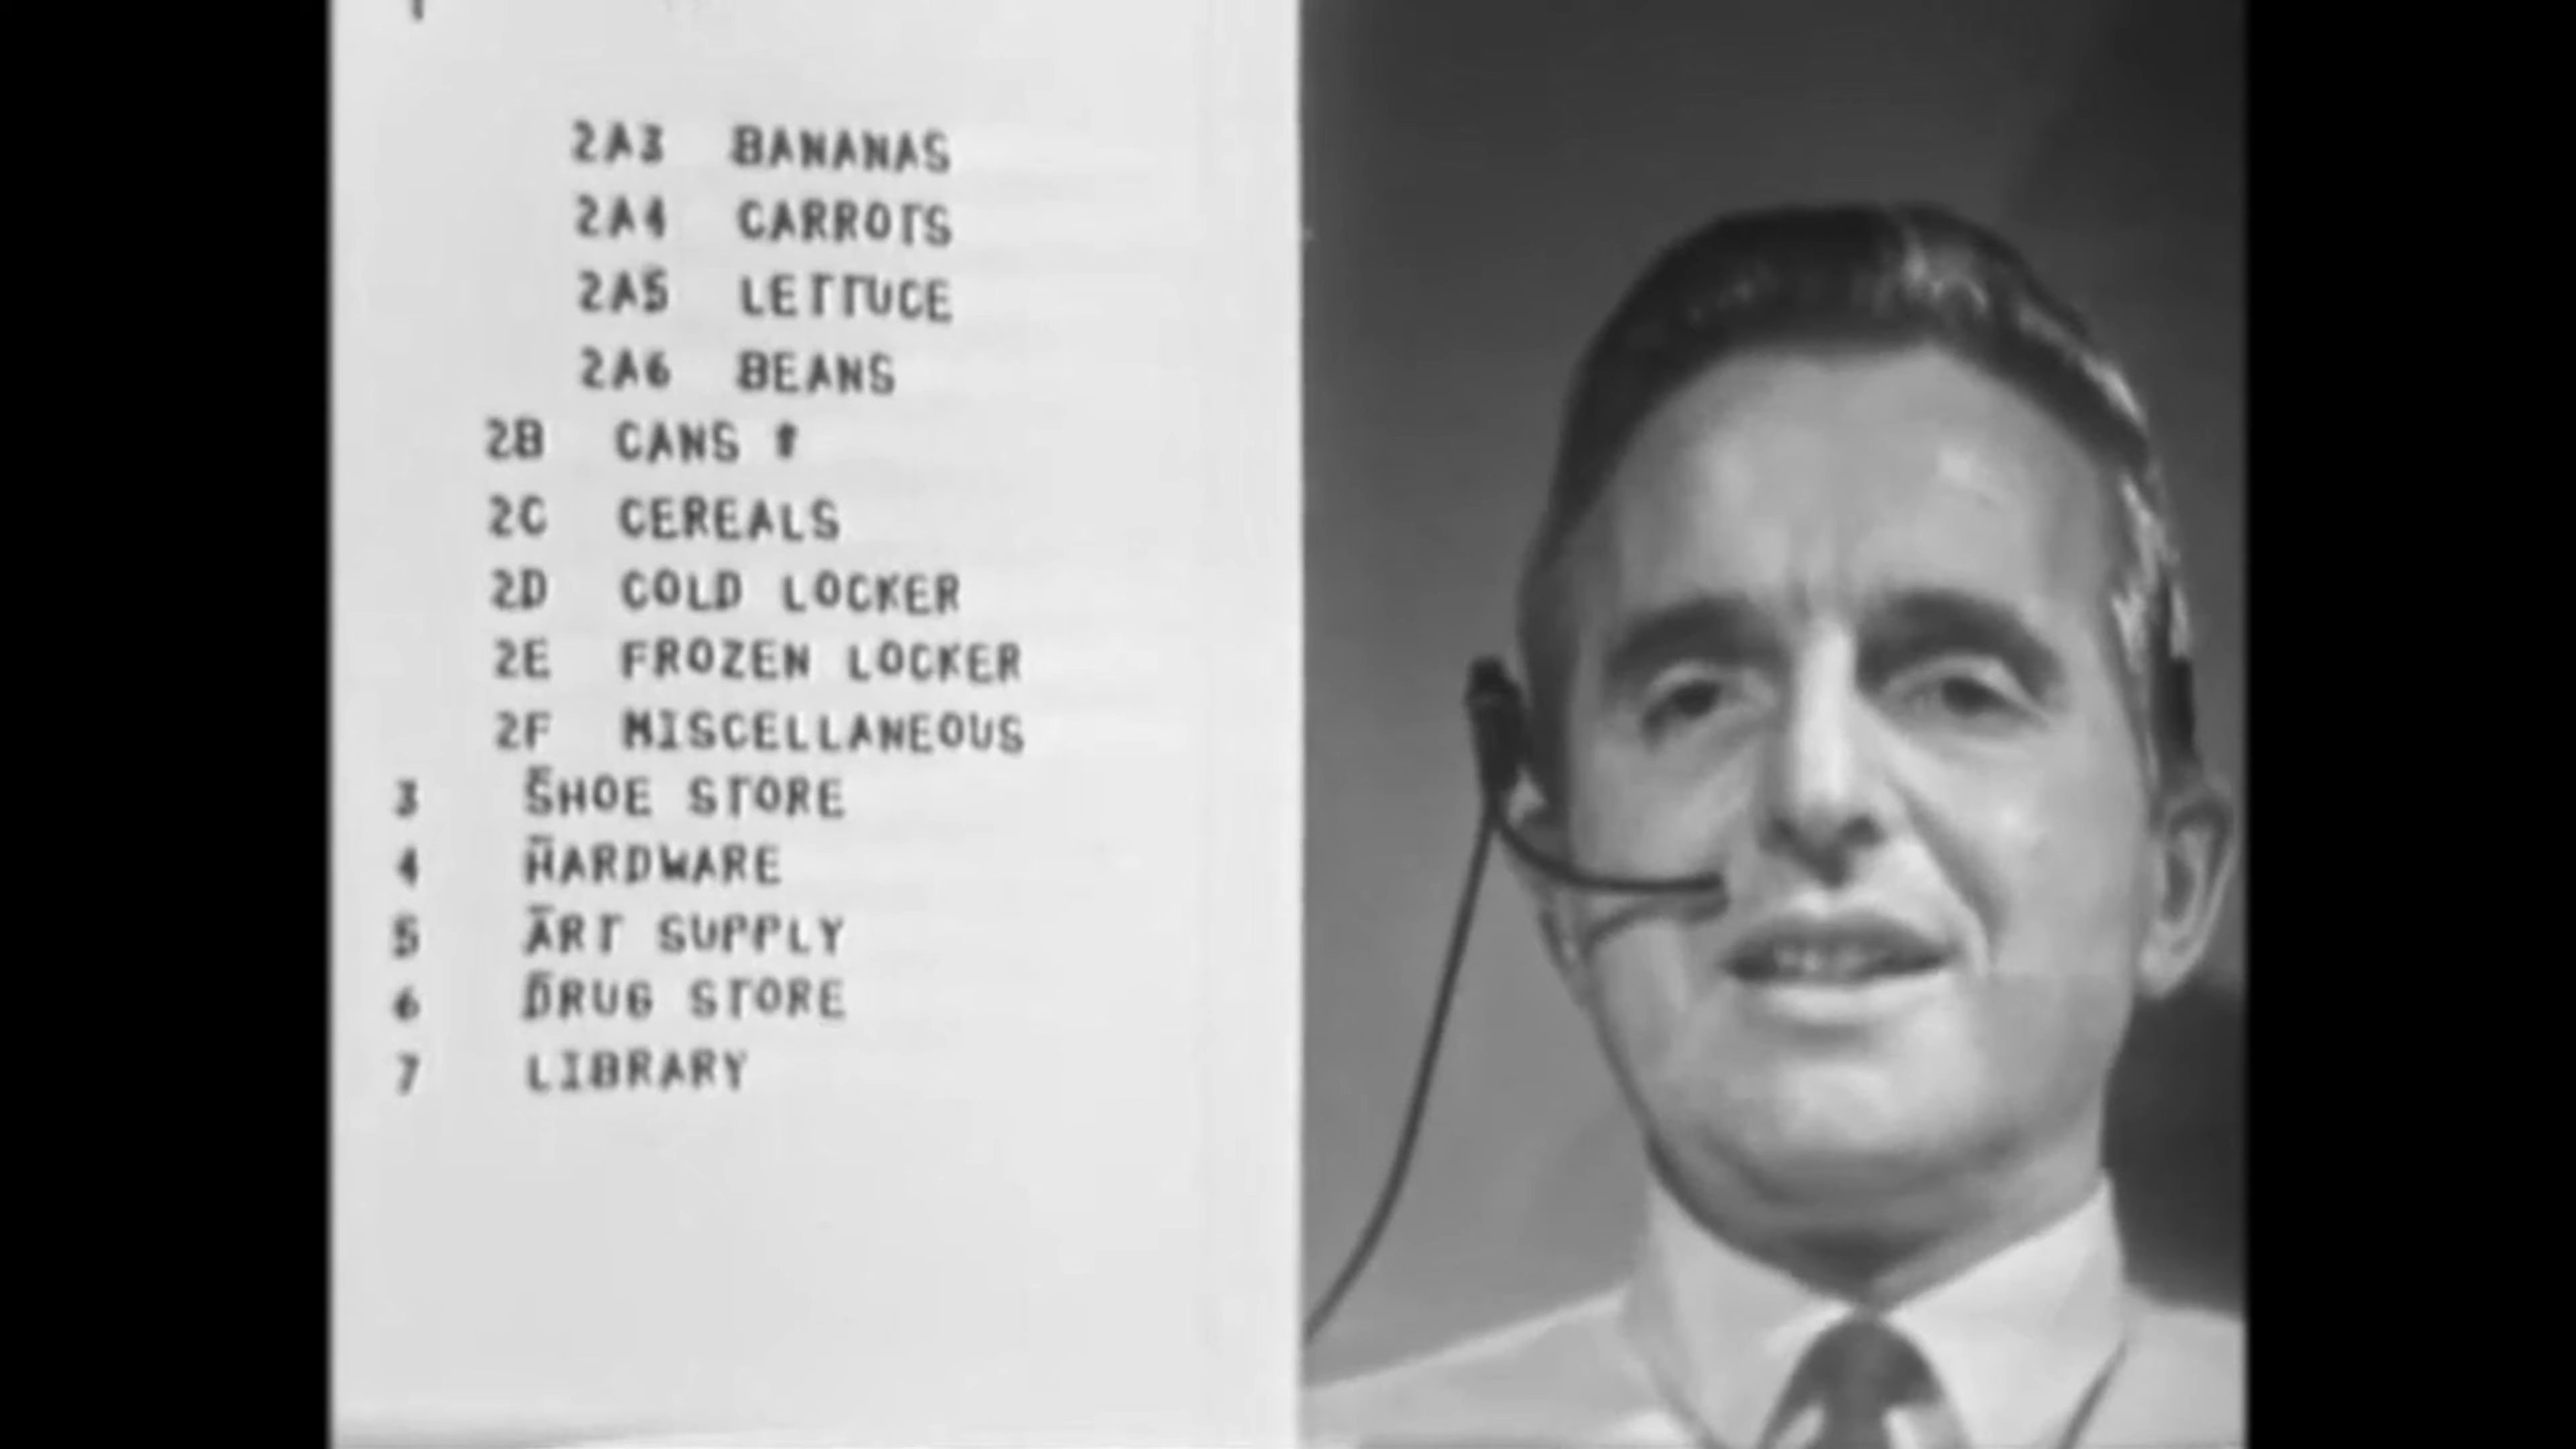 2A3 BANANAS
2A4 CARROTS
2A5 LETTUCE
2A6 BEANS
2B CANS #
2C CEREALS
2D COLD LOCKER
2E FROZEN LOCKER
2F MISCELLANEOUS
3 SHOE STORE
4 HARDWARE
5 ART SUPPLY
6 DRUG STORE
7 LIBRARY